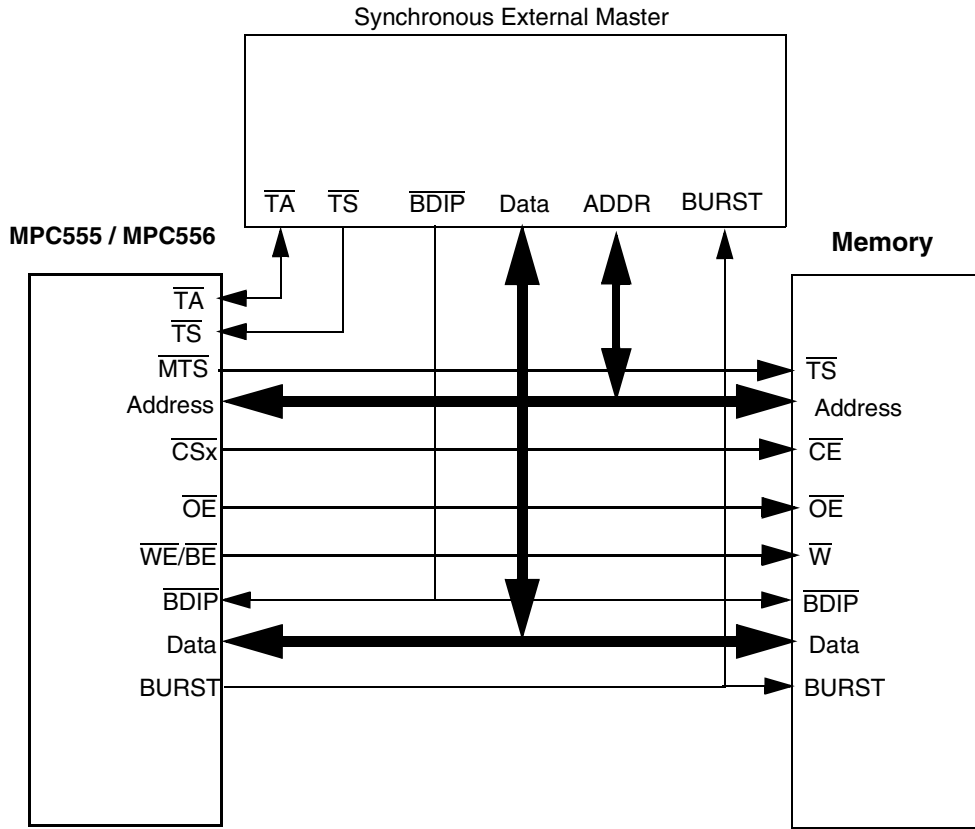 Synchronous External Master
TA TS BDIP Data ADDR BURST
MPC555 / MPC556
Memory
TA
TS
MTS
TS
Address
Address
CSx
CE
OE
OE
WE/BE
W
BDIP
BDIP
Data
Data
BURST
BURST